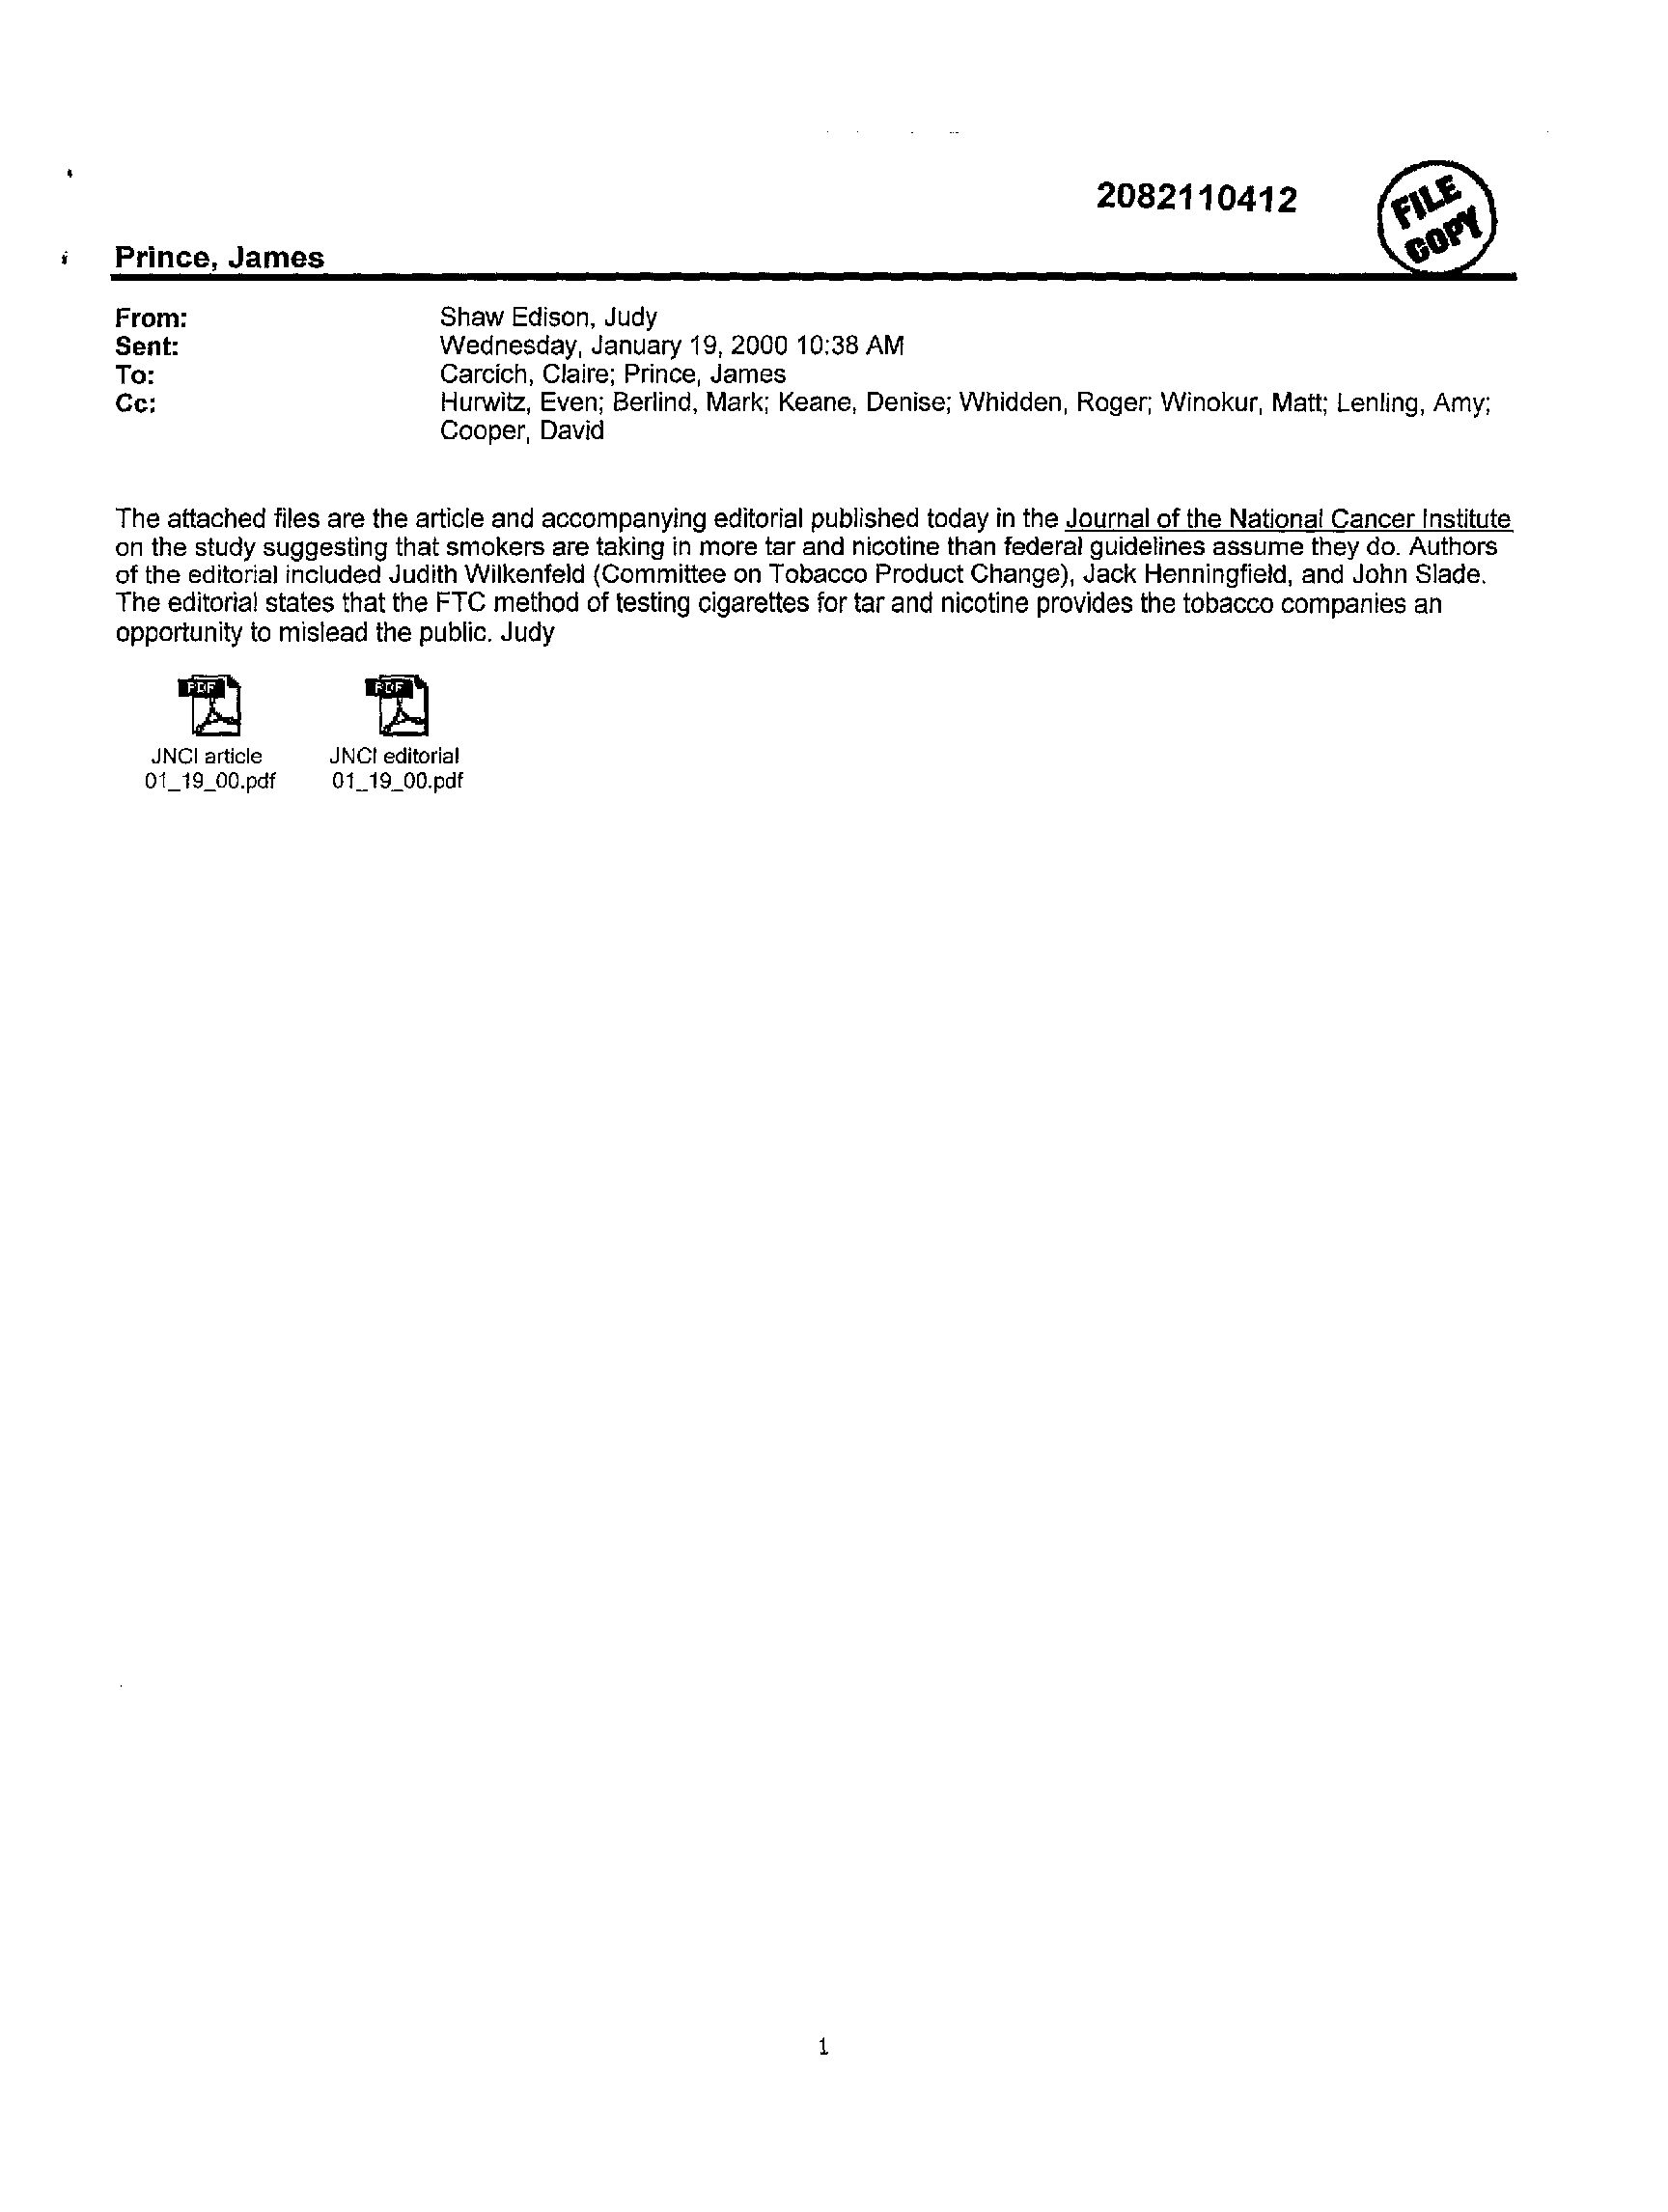 2082110412
FILE
COPY
Prince, James
From: Shaw Edison, Judy
Sent: Wednesday, January 19, 2000 10:38 AM
To: Carcich, Claire; Prince, James
Cc: Hurwitz, Even; Berlind, Mark; Keane, Denise; Whidden, Roger; Winokur, Matt; Lenling, Amy;
Cooper, David
The attached files are the article and accompanying editorial published today in the Journal of the National Cancer Institute
on the study suggesting that smokers are taking in more tar and nicotine than federal guidelines assume they do. Authors
of the editorial included Judith Wilkenfeld (Committee on Tobacco Product Change), Jack Henningfield, and John Slade.
The editorial states that the FTC method of testing cigarettes for tar and nicotine provides the tobacco companies an
opportunity to mislead the public. Judy
PDF PDF
JNCI article JNCI editorial
01_19_00.pdf 01_19_00.pdf
1